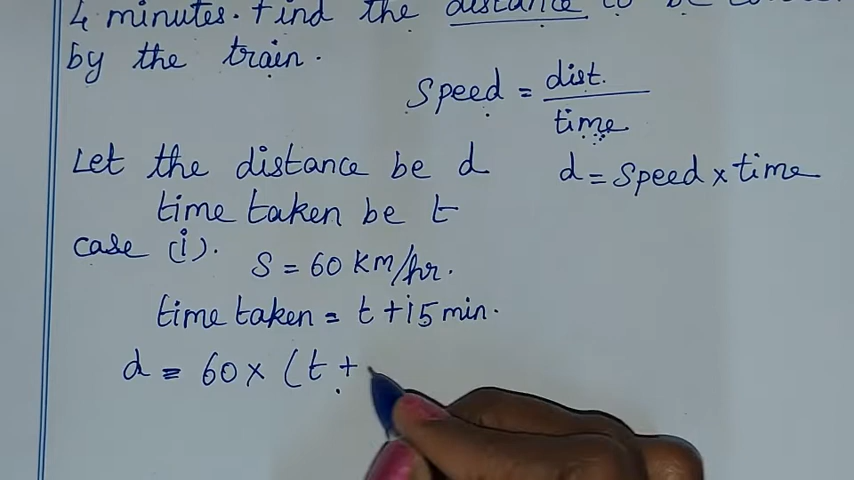 4 minutes. Find the distance to be
by the train.
Speed = dist. / time
Let the distance be d
d = speed × time
time taken be t
case (i).
S = 60 km/hr.
time taken = t + 15 min.
d = 60 × (t +